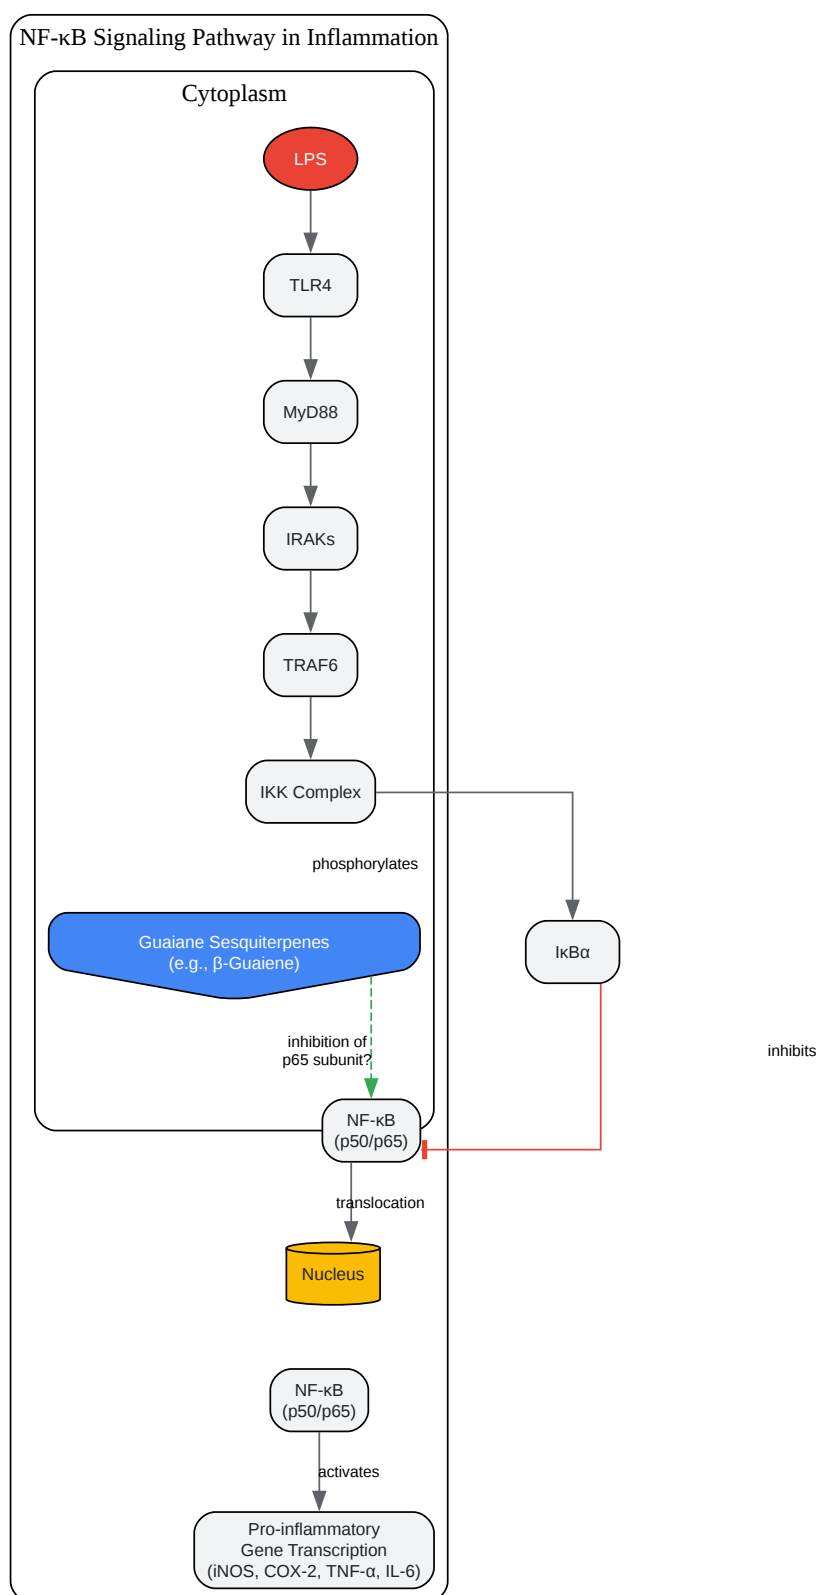 NF-κB Signaling Pathway in Inflammation
Cytoplasm
LPS
TLR4
MyD88
IRAKs
TRAF6
IKK Complex
phosphorylates
Guaiane Sesquiterpenes
(e.g., β-Guaiene)
IκBα
inhibition of
p65 subunit?
inhibits
NF-κB
(p50/p65)
translocation
Nucleus
NF-κB
(p50/p65)
activates
Pro-inflammatory
Gene Transcription
(iNOS, COX-2, TNF-α, IL-6)